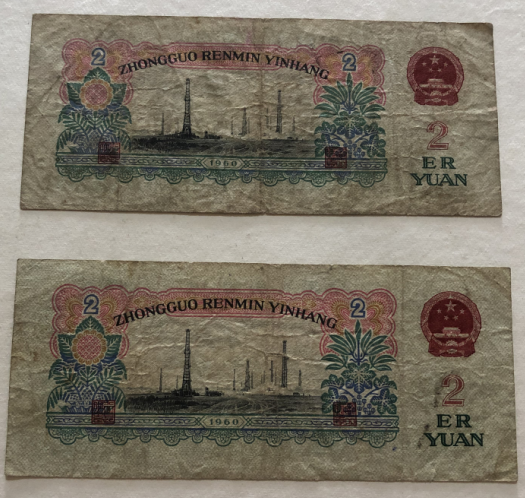 2 2
ZHONGGUO RENMIN YINHANG
2
ER
YUAN
1960
2 2
ZHONGGUO RENMIN YINHANG
2
ER
YUAN
1960